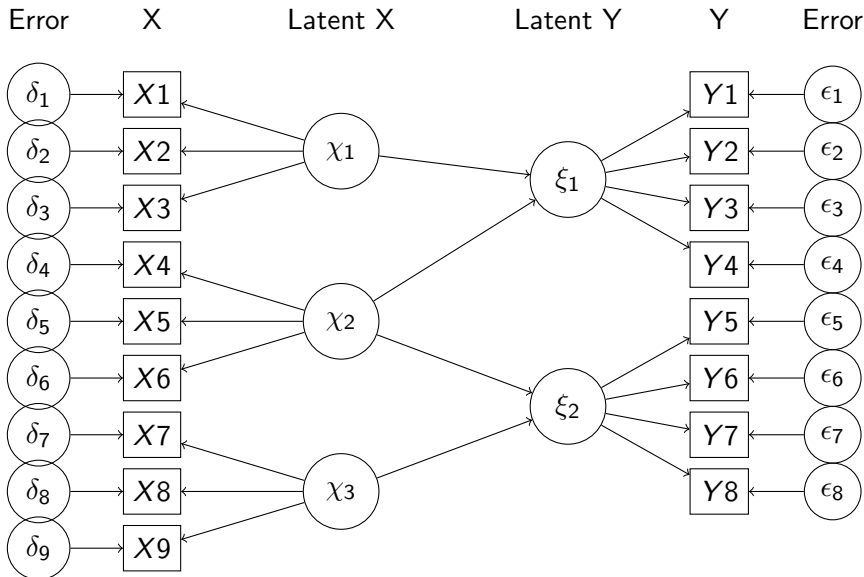 Error X Latent X Latent Y Y Error
δ1 X1 Y1 ϵ1
χ1
δ2 X2 Y2 ϵ2
ξ1
δ3 X3 Y3 ϵ3
δ4 X4 Y4 ϵ4
δ5 X5 χ2 Y5 ϵ5
δ6 X6 Y6 ϵ6
ξ2
δ7 X7 Y7 ϵ7
δ8 X8 χ3 Y8 ϵ8
δ9 X9